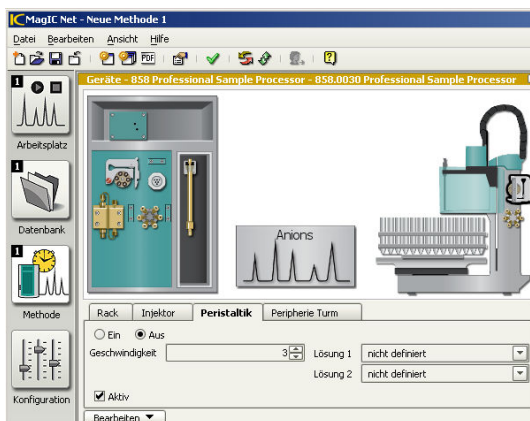 MagIC Net - Neue Methode 1
Datei Bearbeiten Ansicht Hilfe
PDF
Geräte - 858 Professional Sample Processor - 858.0030 Professional Sample Processor
1
Arbeitsplatz
1
Datenbank
1
Methode
Konfiguration
Anions
Rack Injektor Peristaltik Peripherie Turm
Ein Aus
Geschwindigkeit 3 Lösung 1 nicht definiert
Lösung 2 nicht definiert
Aktiv
Bearbeiten